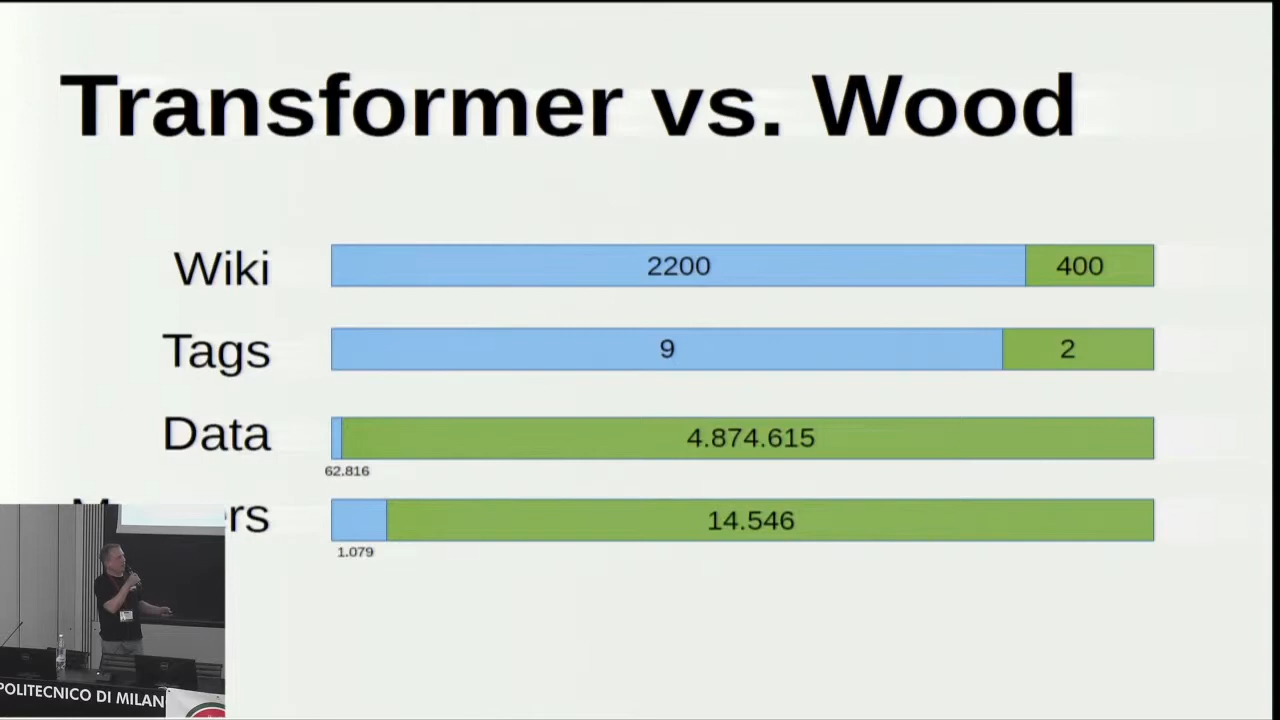 Transformer vs. Wood
Wiki
2200
400
Tags
9
2
Data
4.874.615
62.816
14.546
1.079
POLITECNICO DI MILAN